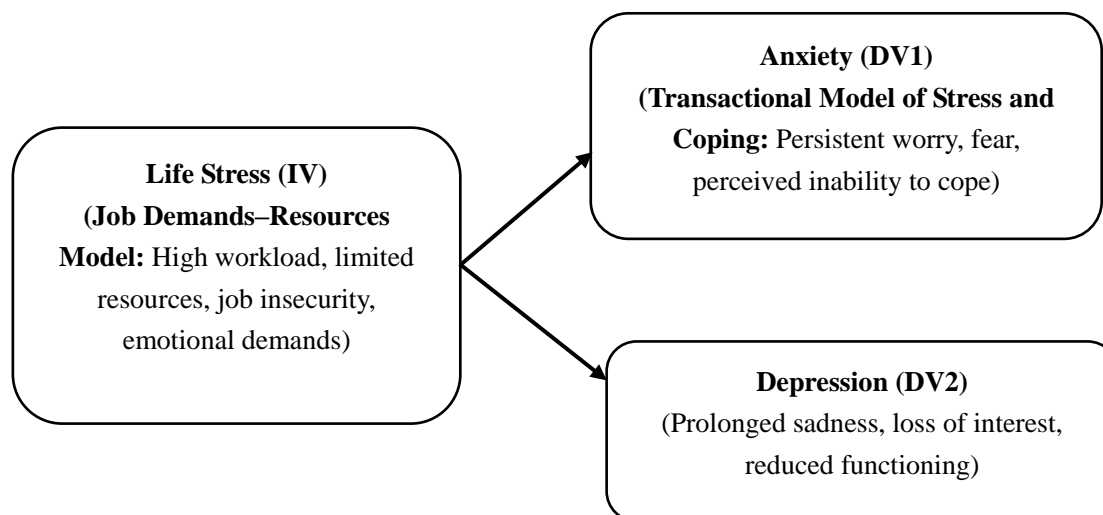 Life Stress (IV)
(Job Demands–Resources
Model: High workload, limited
resources, job insecurity,
emotional demands)
Anxiety (DV1)
(Transactional Model of Stress and
Coping: Persistent worry, fear,
perceived inability to cope)
Depression (DV2)
(Prolonged sadness, loss of interest,
reduced functioning)